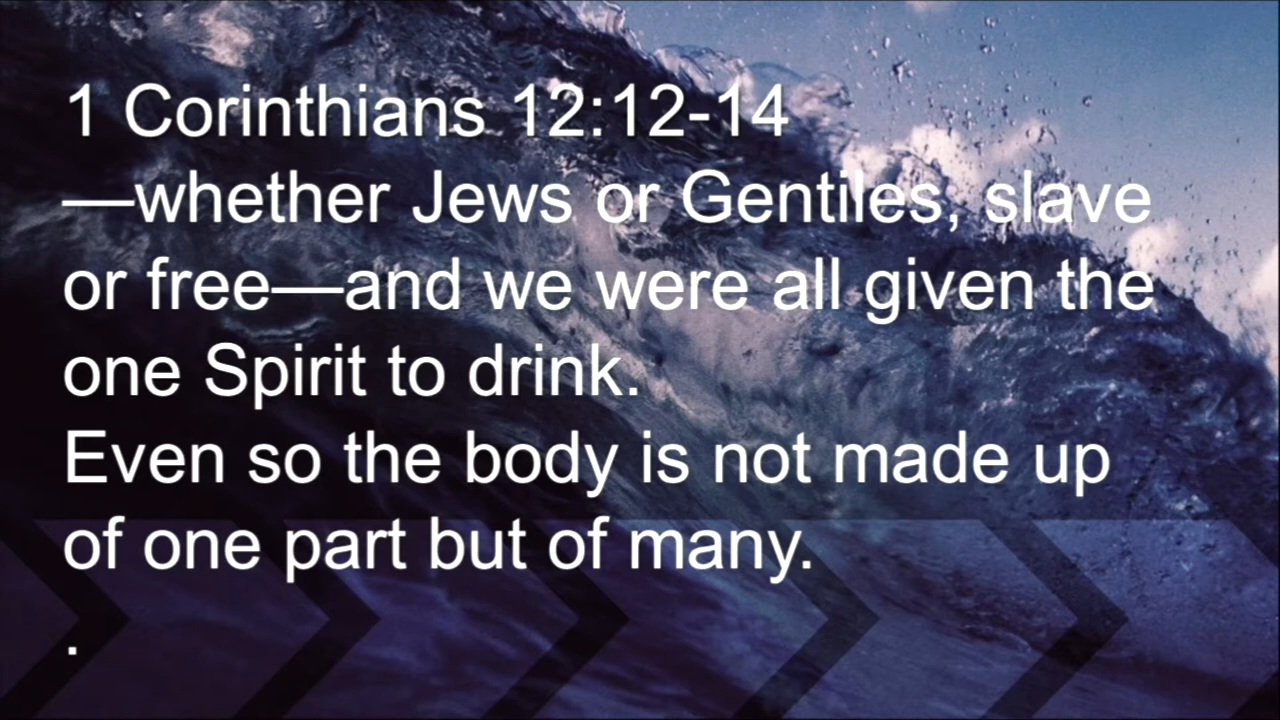 1 Corinthians 12:12-14
—whether Jews or Gentiles, slave
or free—and we were all given the
one Spirit to drink.
Even so the body is not made up
of one part but of many.
.